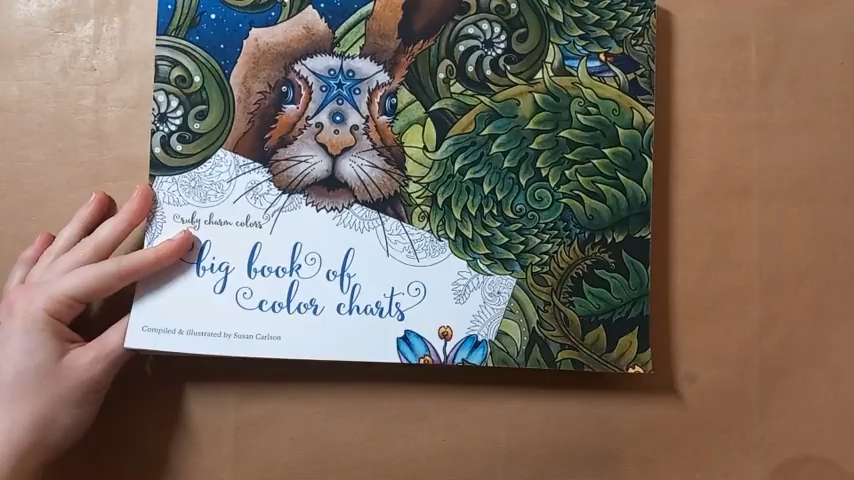 ruby charm colors
big book of
color charts
Compiled & illustrated by Susan Carlson